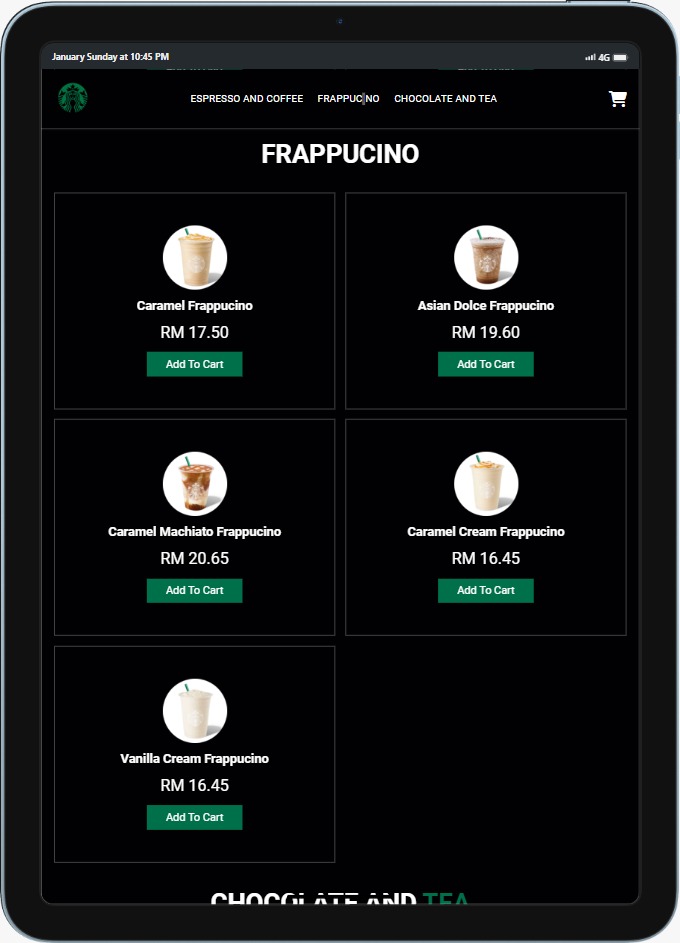 January Sunday at 10:45 PM 4G
ESPRESSO AND COFFEE FRAPPUCINO CHOCOLATE AND TEA
FRAPPUCINO
Caramel Frappucino
RM 17.50
Add To Cart
Asian Dolce Frappucino
RM 19.60
Add To Cart
Caramel Machiato Frappucino
RM 20.65
Add To Cart
Caramel Cream Frappucino
RM 16.45
Add To Cart
Vanilla Cream Frappucino
RM 16.45
Add To Cart
CHOCOLATE AND TEA